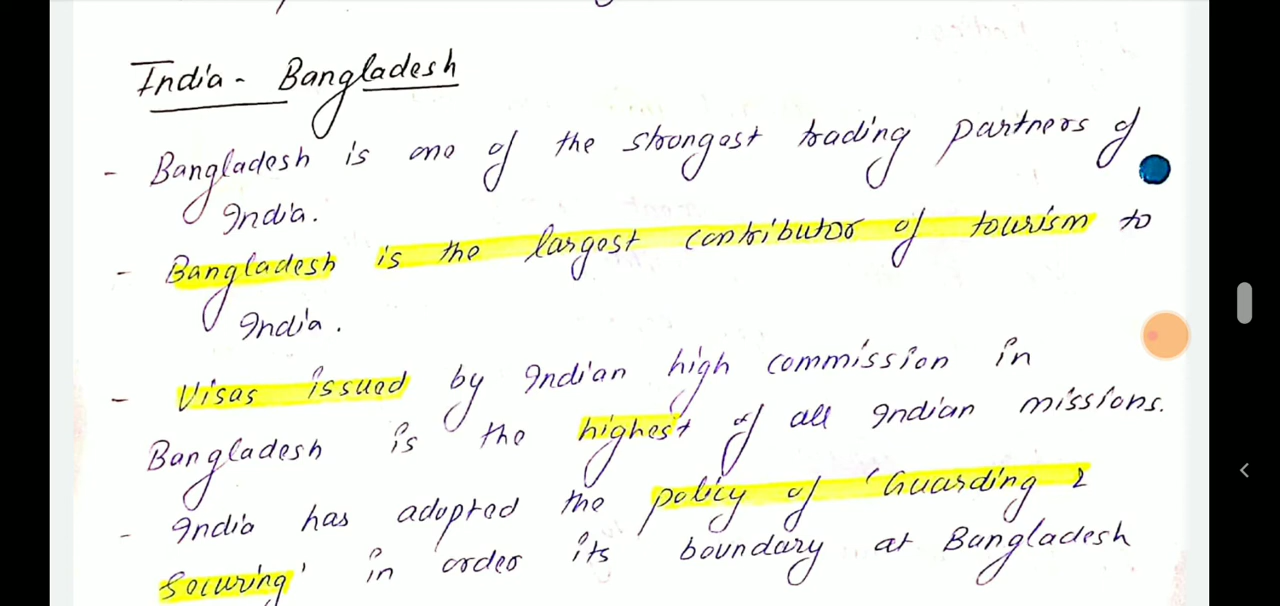 India - Bangladesh
- Bangladesh is one of the strongest trading partners of
India.
- Bangladesh is the largest contributor of tourism to
India.
- Visas issued by Indian high commission in
Bangladesh is the highest of all Indian missions.
- India has adopted the policy of 'Guarding &
Securing' in order its boundary at Bangladesh